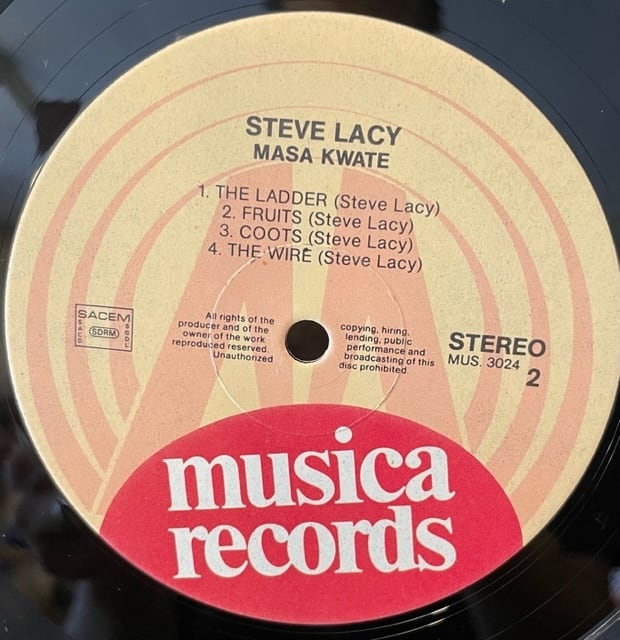 STEVE LACY
MASA KWATE
1. THE LADDER (Steve Lacy)
2. FRUITS (Steve Lacy)
3. COOTS (Steve Lacy)
4. THE WIRE (Steve Lacy)
SACEM
SACD
SDRM
SGDL
All rights of the
producer and of the
owner of the work
reproduced reserved.
Unauthorized
copying, hiring,
lending, public
performance and
broadcasting of this
disc prohibited.
STEREO
MUS. 3024
2
musica
records